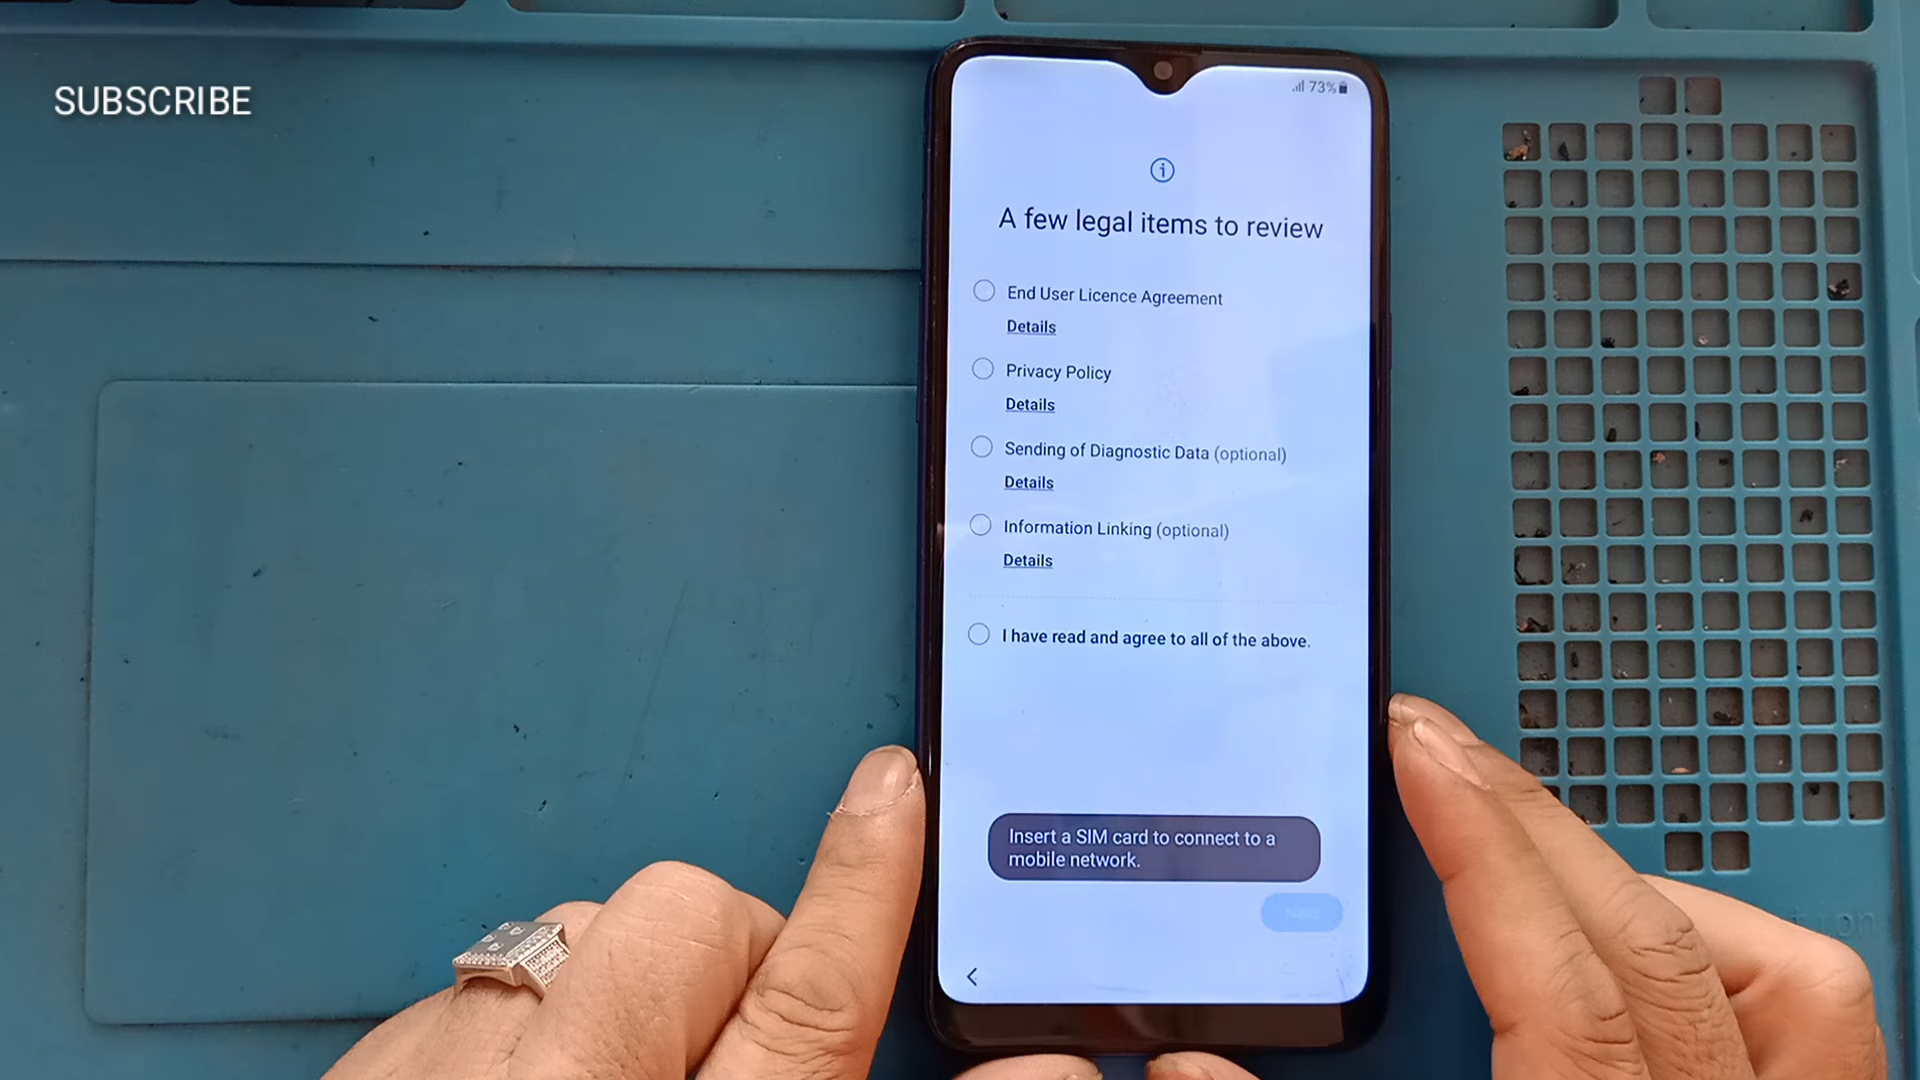 SUBSCRIBE
73%
A few legal items to review
End User Licence Agreement
Details
Privacy Policy
Details
Sending of Diagnostic Data (optional)
Details
Information Linking (optional)
Details
I have read and agree to all of the above.
Insert a SIM card to connect to a
mobile network.
Next